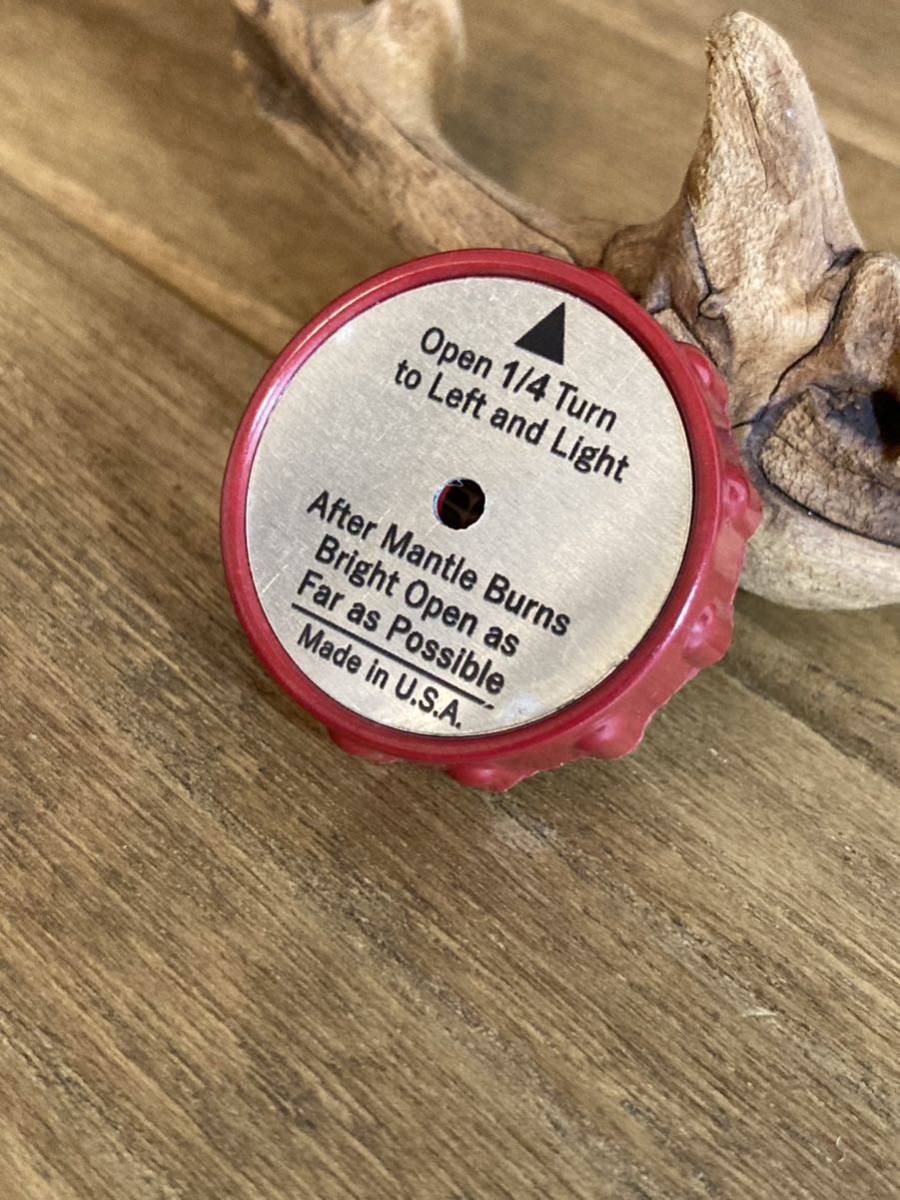 Open 1/4 Turn
to Left and Light
After Mantle Burns
Bright Open as
Far as Possible
Made in U.S.A.